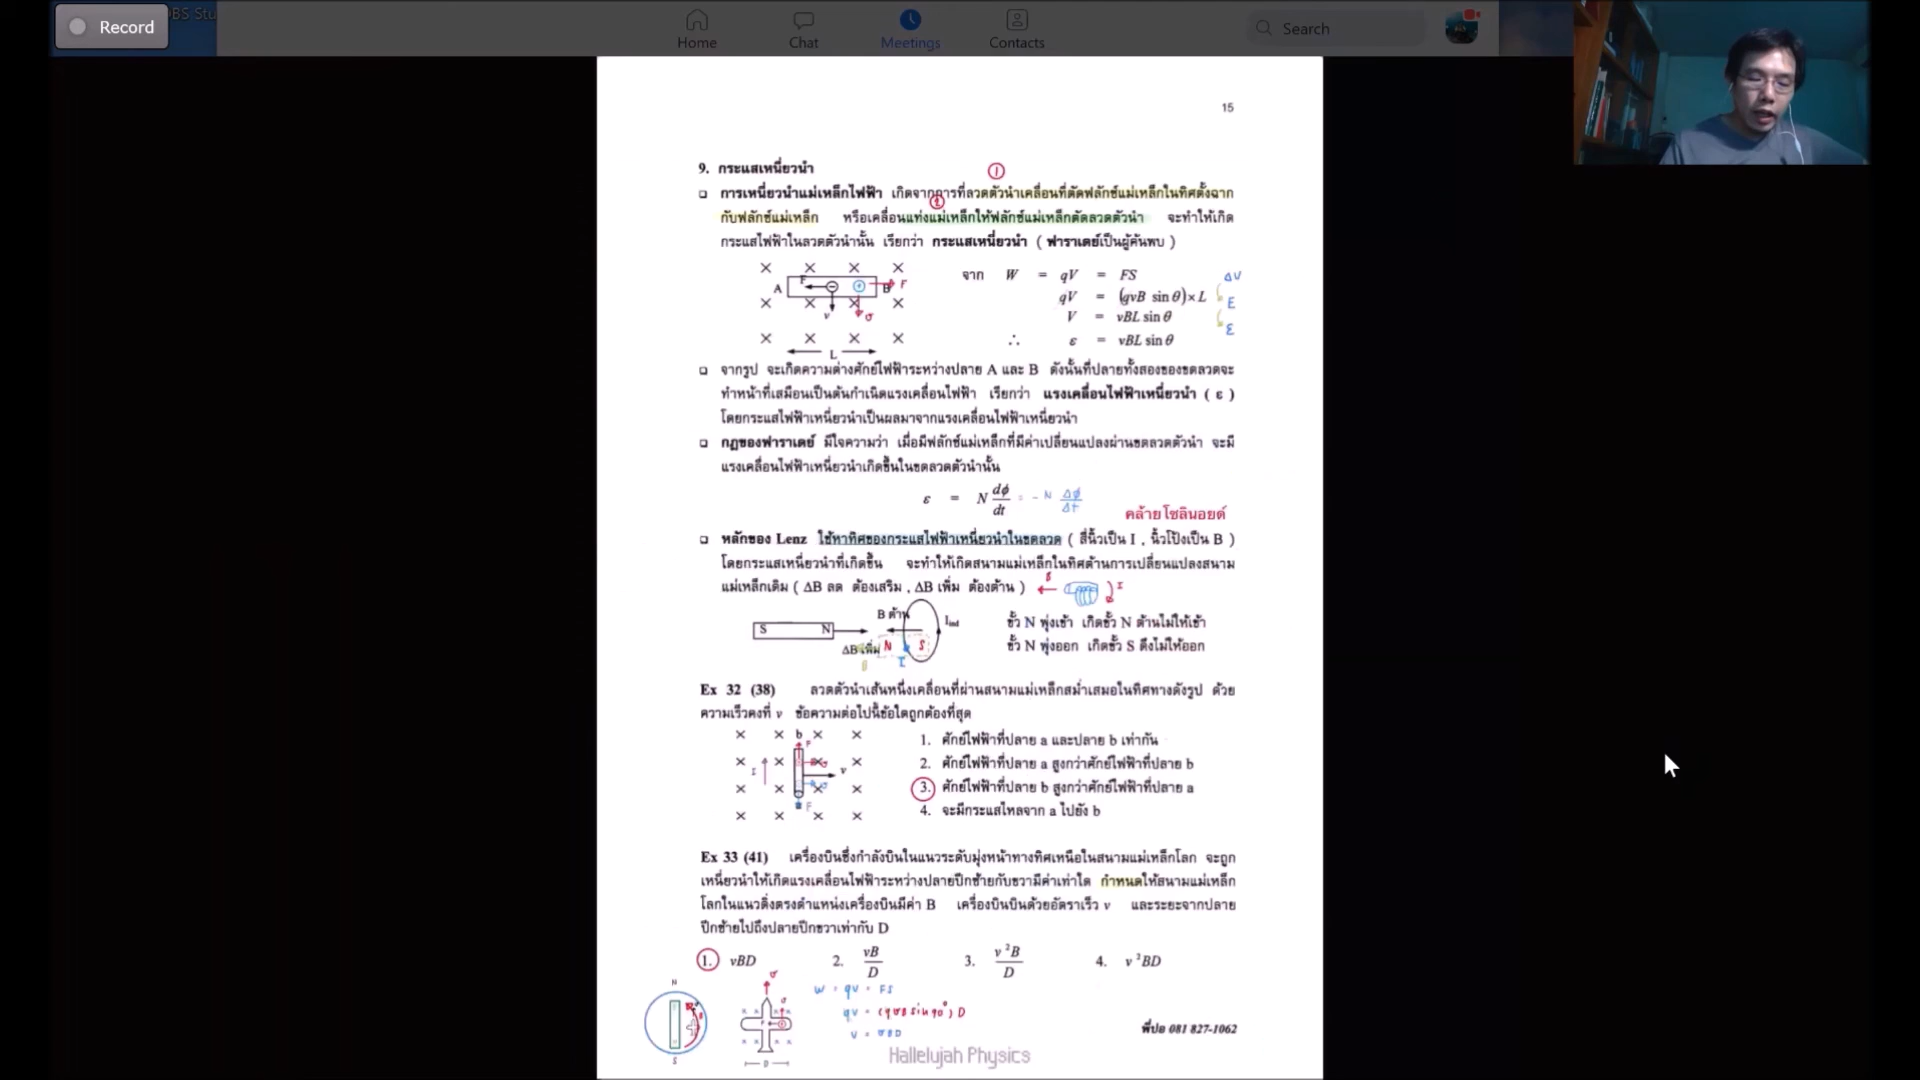 Record
OBS Stu
Home
Chat
Meetings
Contacts
Search
15
9. กระแสเหนี่ยวนำ
①
❑ การเหนี่ยวนำแม่เหล็กไฟฟ้า เกิดจากการที่ลวดตัวนำเคลื่อนที่ตัดฟลักซ์แม่เหล็กในทิศตั้งฉาก
②
กับฟลักซ์แม่เหล็ก หรือเคลื่อนแท่งแม่เหล็กให้ฟลักซ์แม่เหล็กตัดลวดตัวนำ จะทำให้เกิด
กระแสไฟฟ้าในลวดตัวนำนั้น เรียกว่า กระแสเหนี่ยวนำ ( ฟาราเดย์เป็นผู้ค้นพบ )
× × × ×
A F − + B F
× × × ×
v v
× × × ×
L
จาก W = qV = FS
qV = (qvB sin θ) × L
V = vBL sin θ
∴ ε = vBL sin θ
ΔV
E
ε
❑ จากรูป จะเกิดความต่างศักย์ไฟฟ้าระหว่างปลาย A และ B ดังนั้นที่ปลายทั้งสองของขดลวดจะ
ทำหน้าที่เสมือนเป็นต้นกำเนิดแรงเคลื่อนไฟฟ้า เรียกว่า แรงเคลื่อนไฟฟ้าเหนี่ยวนำ ( ε )
โดยกระแสไฟฟ้าเหนี่ยวนำเป็นผลมาจากแรงเคลื่อนไฟฟ้าเหนี่ยวนำ
❑ กฎของฟาราเดย์ มีใจความว่า เมื่อมีฟลักซ์แม่เหล็กที่มีค่าเปลี่ยนแปลงผ่านขดลวดตัวนำ จะมี
แรงเคลื่อนไฟฟ้าเหนี่ยวนำเกิดขึ้นในขดลวดตัวนำนั้น
ε = N dϕ/dt = - N Δϕ/Δt
คล้ายโซลินอยด์
❑ หลักของ Lenz ใช้หาทิศของกระแสไฟฟ้าเหนี่ยวนำในขดลวด ( สี่นิ้วเป็น I , นิ้วโป้งเป็น B )
โดยกระแสเหนี่ยวนำที่เกิดขึ้น จะทำให้เกิดสนามแม่เหล็กในทิศต้านการเปลี่ยนแปลงสนาม
แม่เหล็กเดิม ( ΔB ลด ต้องเสริม , ΔB เพิ่ม ต้องต้าน ) B I
B ต้าน
S N
I ind
ΔB เพิ่ม N S
B I
ขั้ว N พุ่งเข้า เกิดขั้ว N ต้านไม่ให้เข้า
ขั้ว N พุ่งออก เกิดขั้ว S ดึงไม่ให้ออก
Ex 32 (38) ลวดตัวนำเส้นหนึ่งเคลื่อนที่ผ่านสนามแม่เหล็กสม่ำเสมอในทิศทางดังรูป ด้วย
ความเร็วคงที่ v ข้อความต่อไปนี้ข้อใดถูกต้องที่สุด
× × b × ×
F
× × × ×
I v
× × × ×
F
× × × ×
1. ศักย์ไฟฟ้าที่ปลาย a และปลาย b เท่ากัน
2. ศักย์ไฟฟ้าที่ปลาย a สูงกว่าศักย์ไฟฟ้าที่ปลาย b
3. ศักย์ไฟฟ้าที่ปลาย b สูงกว่าศักย์ไฟฟ้าที่ปลาย a
4. จะมีกระแสไหลจาก a ไปยัง b
Ex 33 (41) เครื่องบินซึ่งกำลังบินในแนวระดับมุ่งหน้าทางทิศเหนือในสนามแม่เหล็กโลก จะถูก
เหนี่ยวนำให้เกิดแรงเคลื่อนไฟฟ้าระหว่างปลายปีกซ้ายกับขวามีค่าเท่าใด กำหนดให้สนามแม่เหล็ก
โลกในแนวดิ่งตรงตำแหน่งเครื่องบินมีค่า B เครื่องบินบินด้วยอัตราเร็ว v และระยะจากปลาย
ปีกซ้ายไปถึงปลายปีกขวาเท่ากับ D
1. vBD 2. vB/D 3. v²B/D 4. v²BD
N
S
v
D
W = qV = FS
qV = (qvB sin 90°) D
V = vBD
พี่ปอ 081 827-1062
Hallelujah Physics